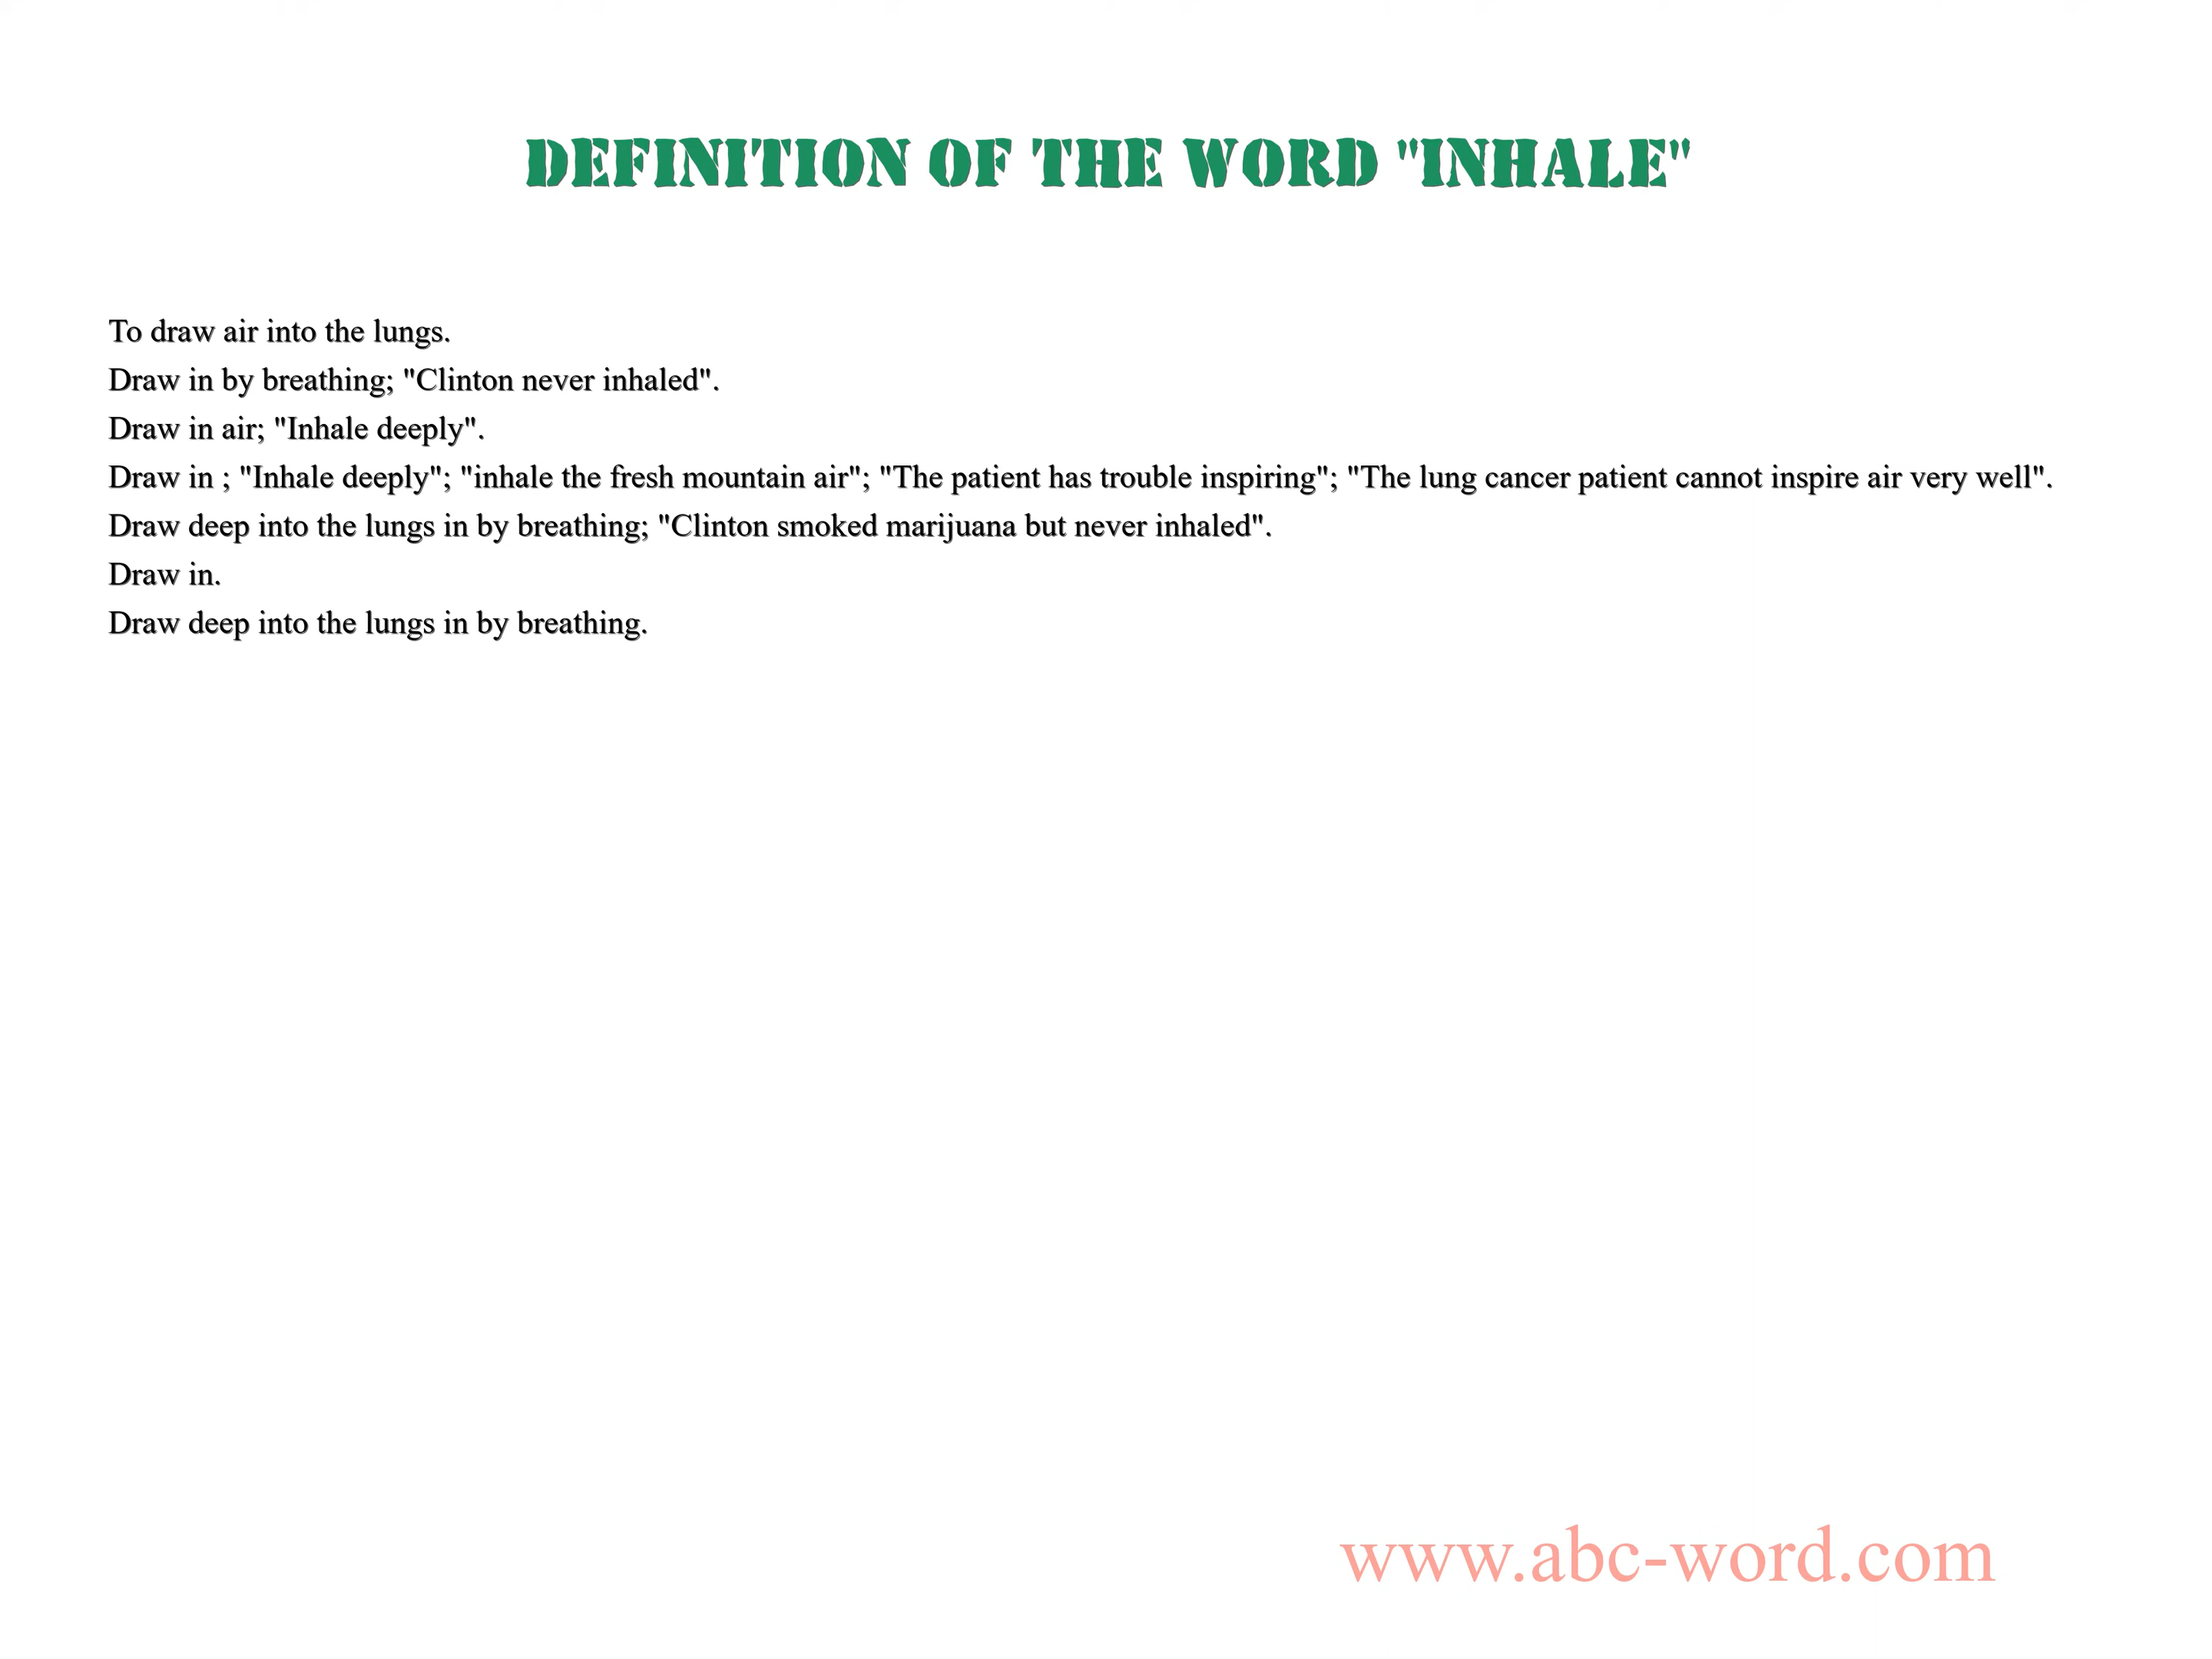 DEFINITION OF THE WORD "INHALE"
To draw air into the lungs.
Draw in by breathing; "Clinton never inhaled".
Draw in air; "Inhale deeply".
Draw in ; "Inhale deeply"; "inhale the fresh mountain air"; "The patient has trouble inspiring"; "The lung cancer patient cannot inspire air very well".
Draw deep into the lungs in by breathing; "Clinton smoked marijuana but never inhaled".
Draw in.
Draw deep into the lungs in by breathing.
www.abc-word.com